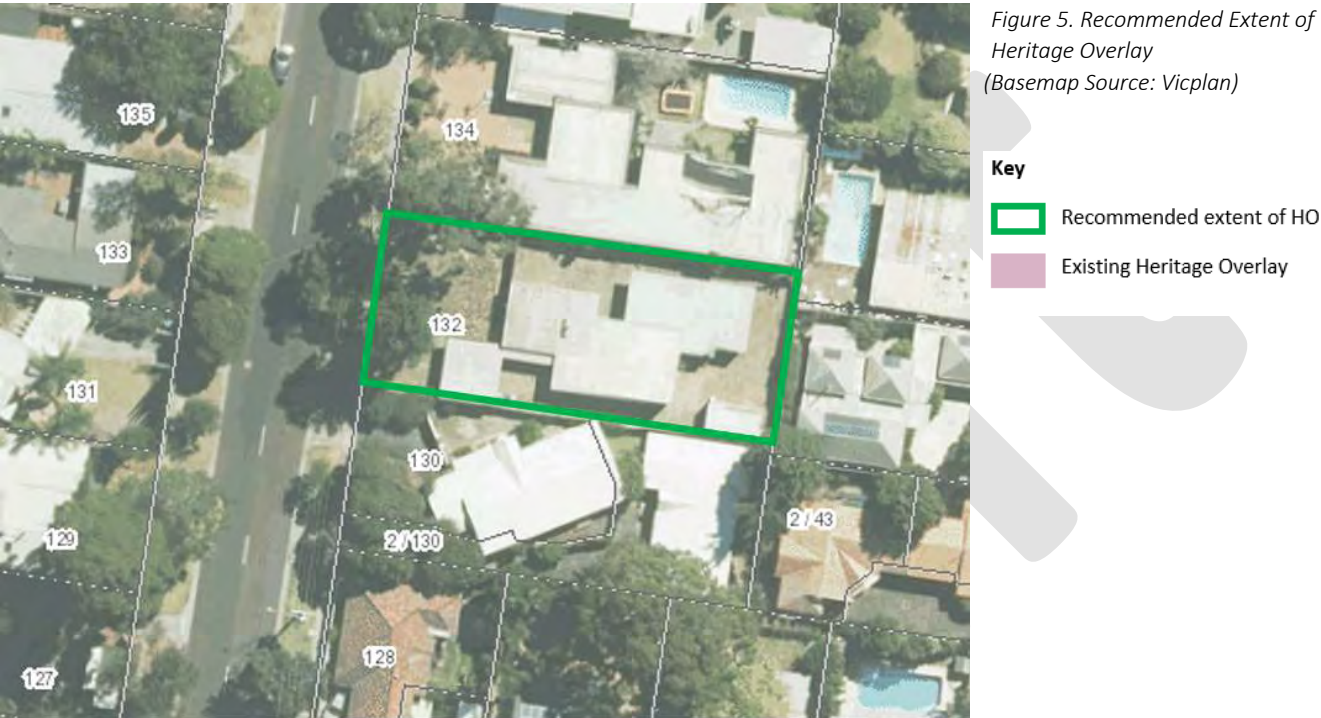 Figure 5. Recommended Extent of
Heritage Overlay
(Basemap Source: Vicplan)
Key
Recommended extent of HO
Existing Heritage Overlay
135
134
133
132
131
130
129
2 / 130
2 / 43
128
127